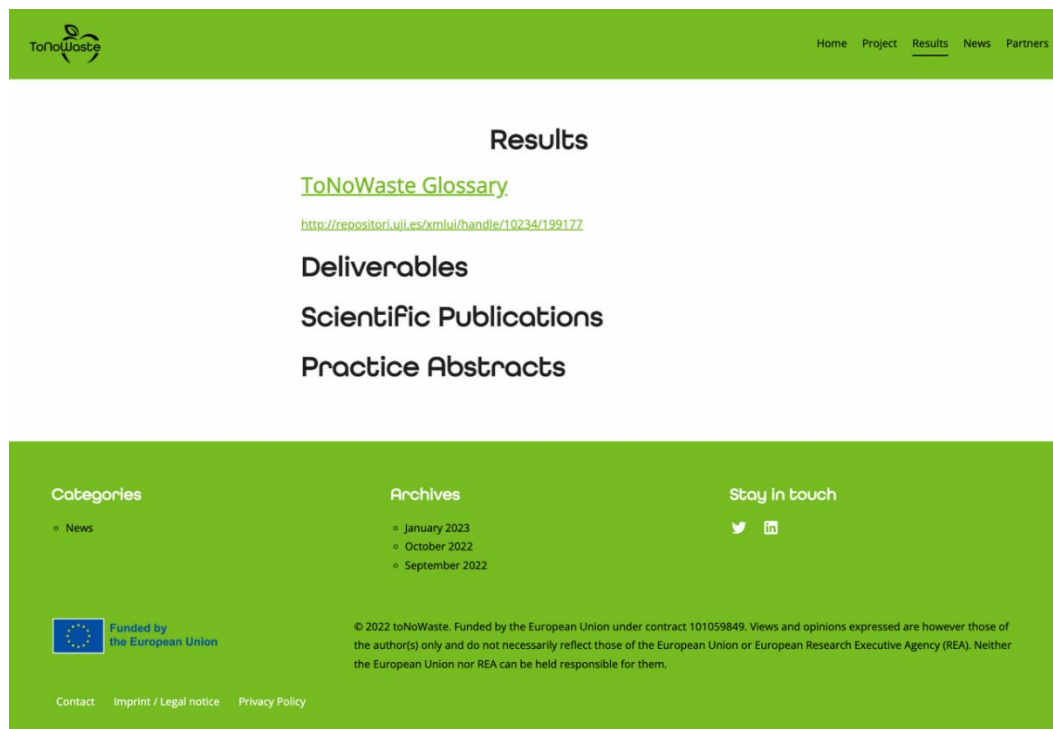 ToNoWaste
Home Project Results News Partners
Results
ToNoWaste Glossary
http://repositori.uji.es/xmlui/handle/10234/199177
Deliverables
Scientific Publications
Practice Abstracts
Categories
News
Archives
January 2023
October 2022
September 2022
Stay in touch
in
Funded by
the European Union
© 2022 toNoWaste. Funded by the European Union under contract 101059849. Views and opinions expressed are however those of
the author(s) only and do not necessarily reflect those of the European Union or European Research Executive Agency (REA). Neither
the European Union nor REA can be held responsible for them.
Contact Imprint / Legal notice Privacy Policy